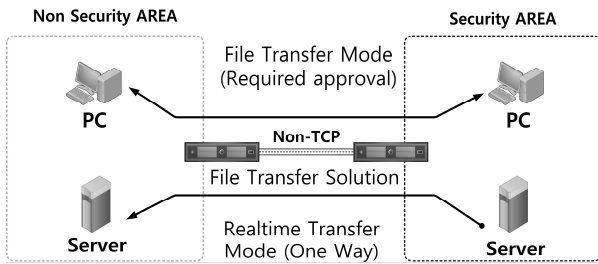 Non Security AREA
Security AREA
File Transfer Mode
(Required approval)
PC
PC
Non-TCP
File Transfer Solution
Server
Realtime Transfer
Mode (One Way)
Server